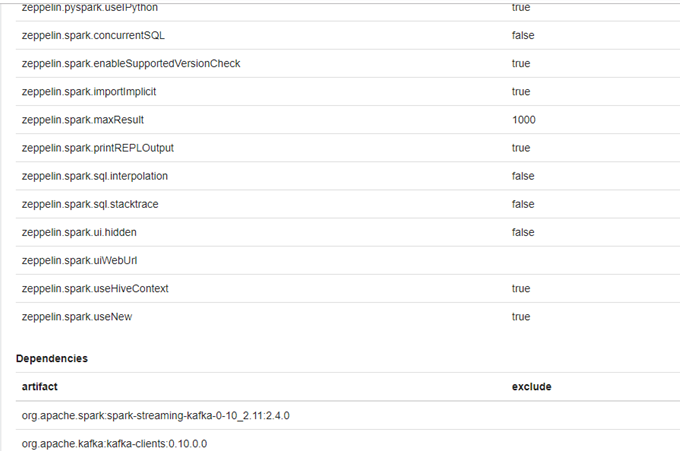 zeppelin.pyspark.useIPython true
zeppelin.spark.concurrentSQL false
zeppelin.spark.enableSupportedVersionCheck true
zeppelin.spark.importImplicit true
zeppelin.spark.maxResult 1000
zeppelin.spark.printREPLOutput true
zeppelin.spark.sql.interpolation false
zeppelin.spark.sql.stacktrace false
zeppelin.spark.ui.hidden false
zeppelin.spark.uiWebUrl
zeppelin.spark.useHiveContext true
zeppelin.spark.useNew true
Dependencies
artifact exclude
org.apache.spark:spark-streaming-kafka-0-10_2.11:2.4.0
org.apache.kafka:kafka-clients:0.10.0.0